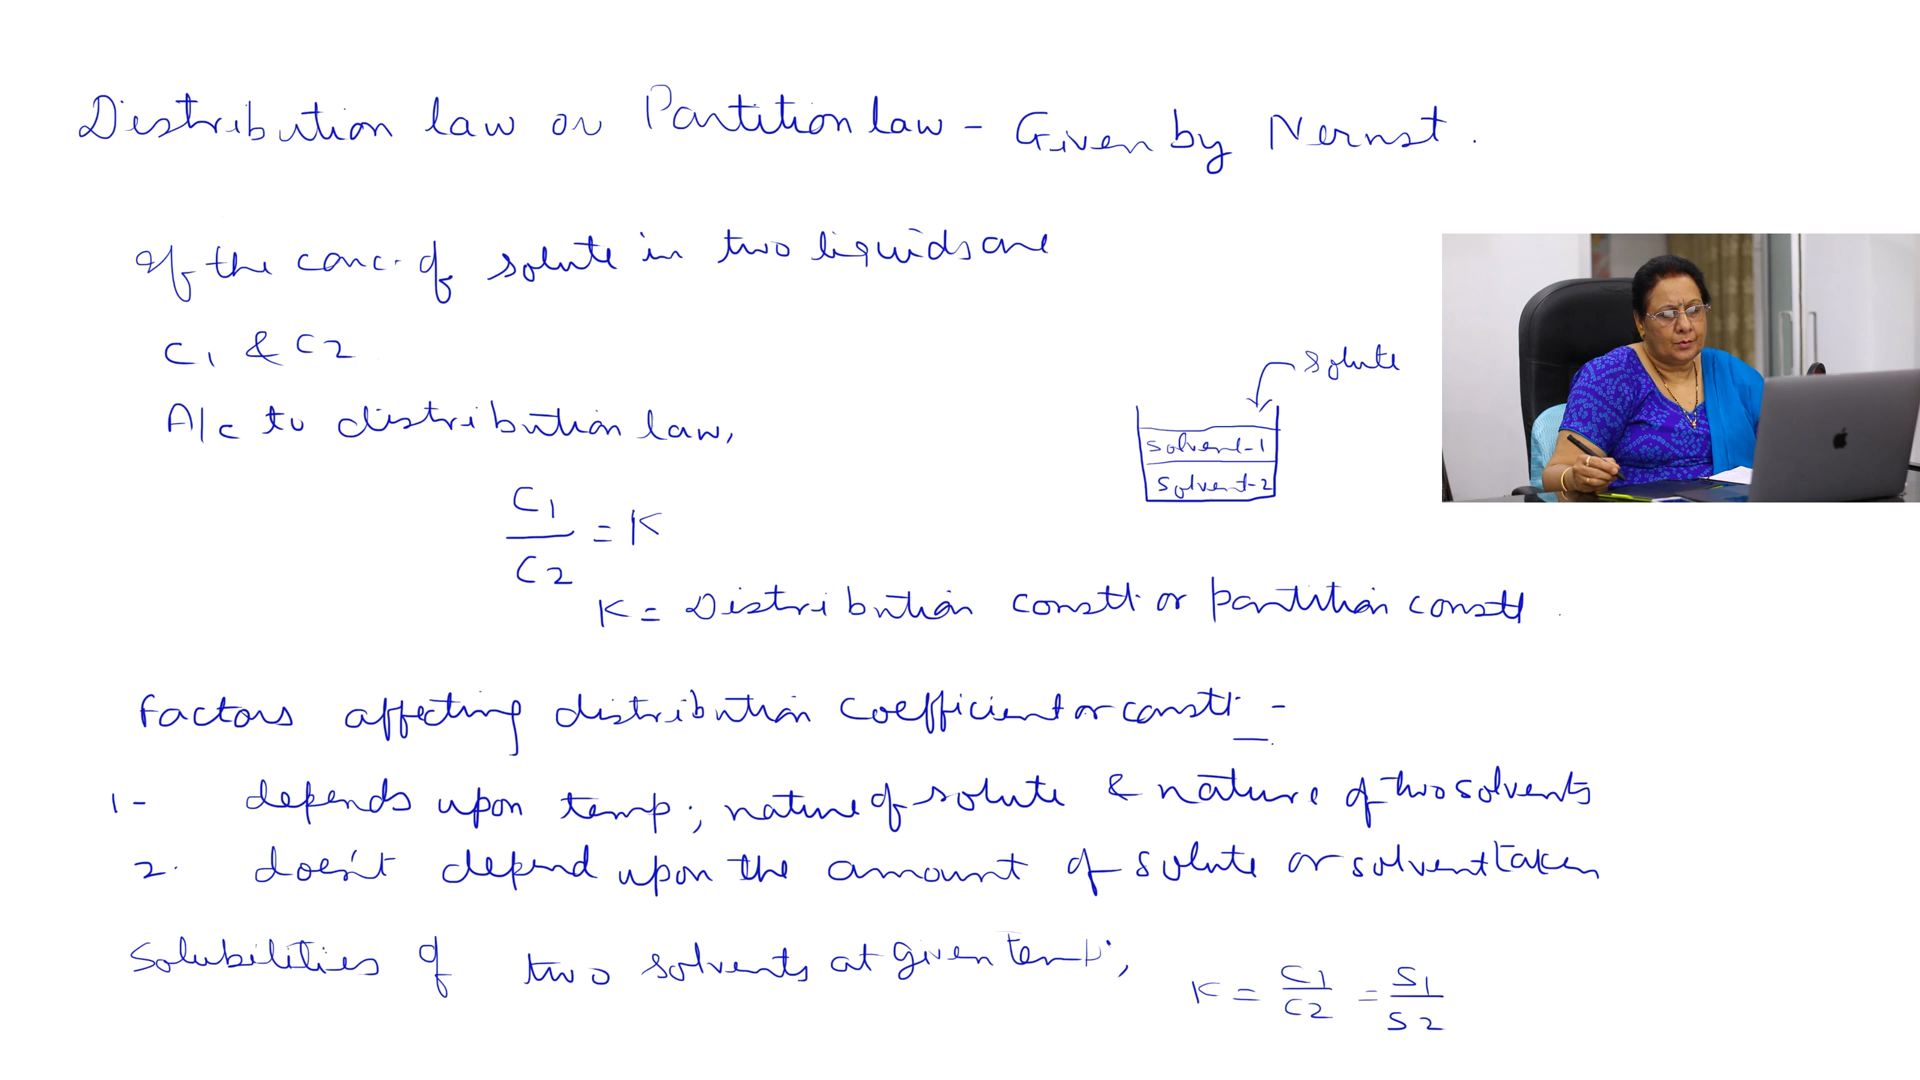 Distribution law or Partition law - Given by Nernst.
If the conc. of solute in two liquids are
C1 & C2
A/c to distribution law,
solute
solvent-1
solvent-2
C1/C2 = K
K = Distribution constt. or partition constt
Factors affecting distribution coefficient or constt. -
1- depends upon temp., nature of solute & nature of two solvents
2. does't depend upon the amount of solute or solvent taken
Solubilities of two solvents at given temp.,
K = C1/C2 = S1/S2